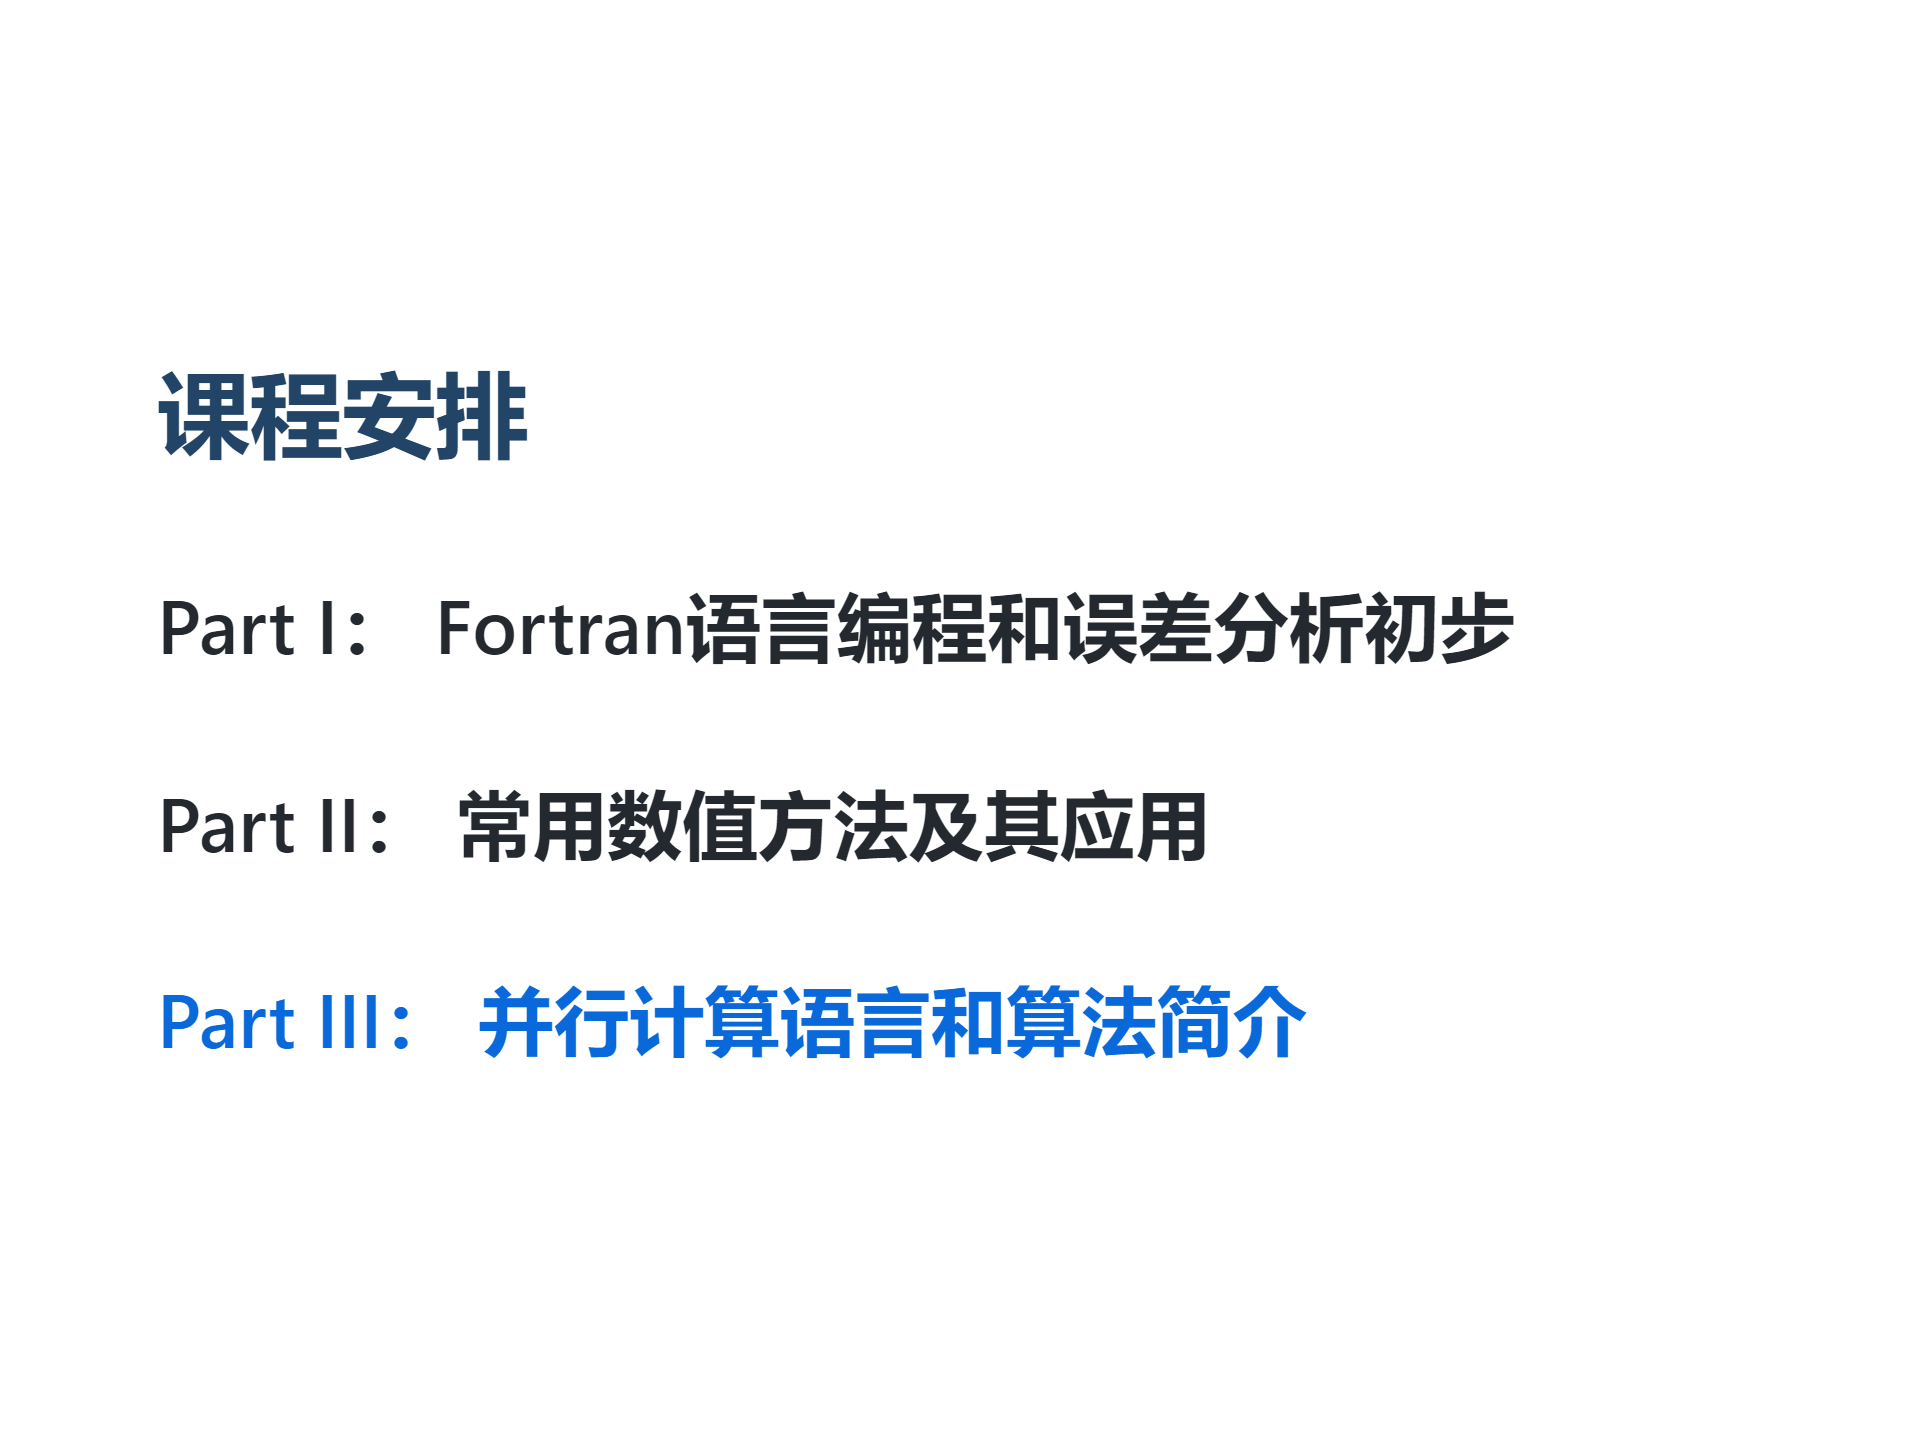 课程安排
Part I： Fortran语言编程和误差分析初步
Part II： 常用数值方法及其应用
Part III： 并行计算语言和算法简介